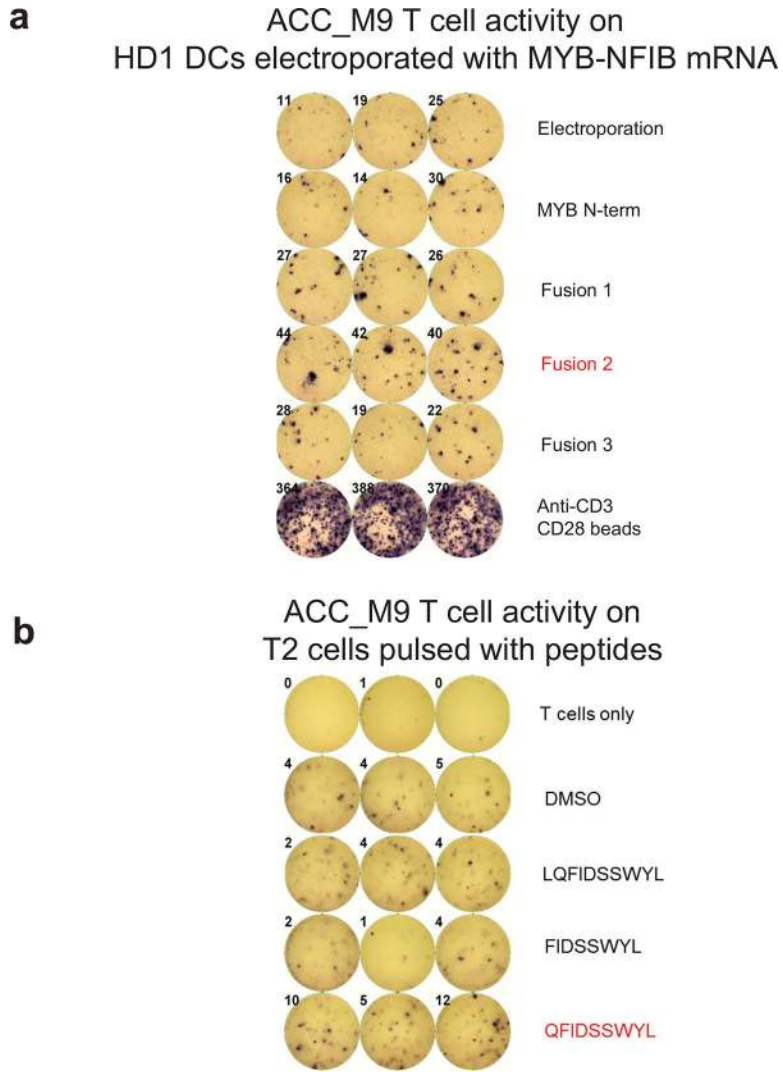 a
ACC_M9 T cell activity on
HD1 DCs electroporated with MYB-NFIB mRNA
11 19 25 Electroporation
16 14 30 MYB N-term
27 27 26 Fusion 1
44 42 40 Fusion 2
28 19 22 Fusion 3
364 388 370 Anti-CD3
CD28 beads
b
ACC_M9 T cell activity on
T2 cells pulsed with peptides
0 1 0 T cells only
4 4 5 DMSO
2 4 4 LQFIDSSWYL
2 1 4 FIDSSWYL
10 5 12 QFIDSSWYL